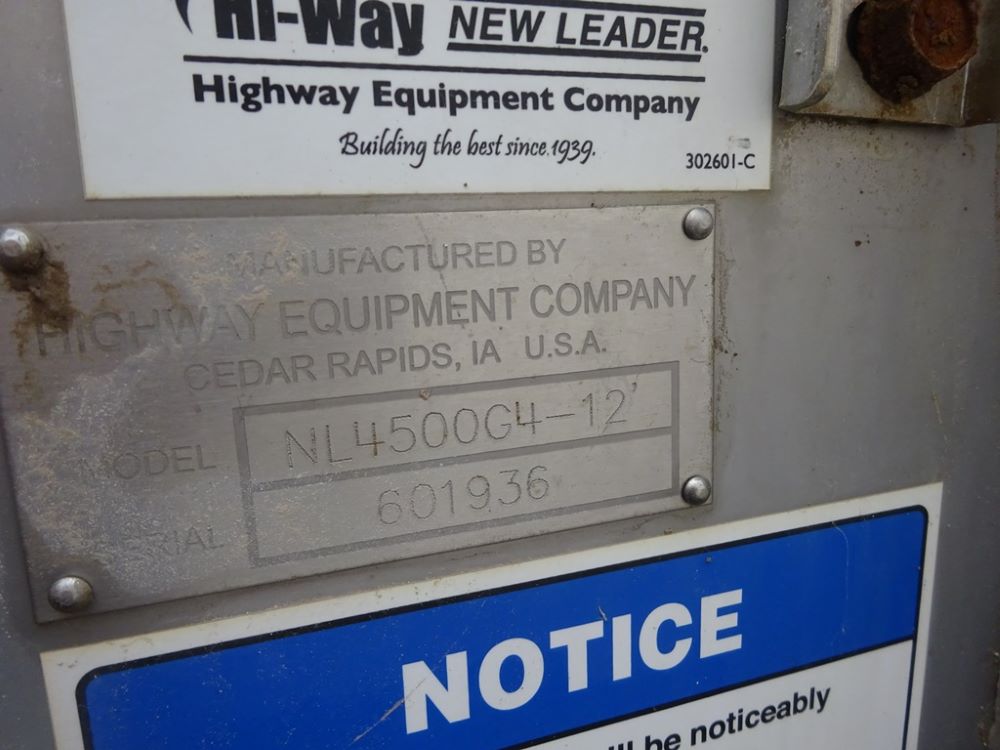 Hi-Way NEW LEADER.
Highway Equipment Company
Building the best since 1939.
302601-C
MANUFACTURED BY
HIGHWAY EQUIPMENT COMPANY
CEDAR RAPIDS, IA U.S.A.
MODEL NL4500G4-12'
SERIAL 601936
NOTICE
be noticeably